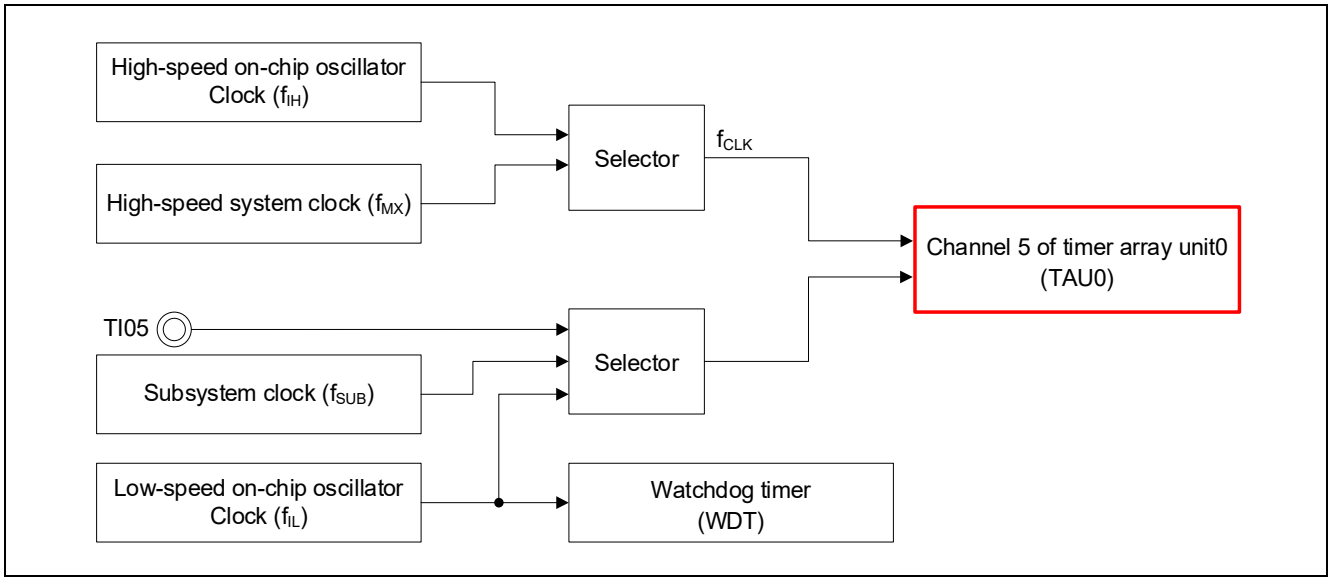 High-speed on-chip oscillator
Clock (fIH)
High-speed system clock (fMX)
Selector
fCLK
Channel 5 of timer array unit0
(TAU0)
TI05
Subsystem clock (fSUB)
Selector
Low-speed on-chip oscillator
Clock (fIL)
Watchdog timer
(WDT)